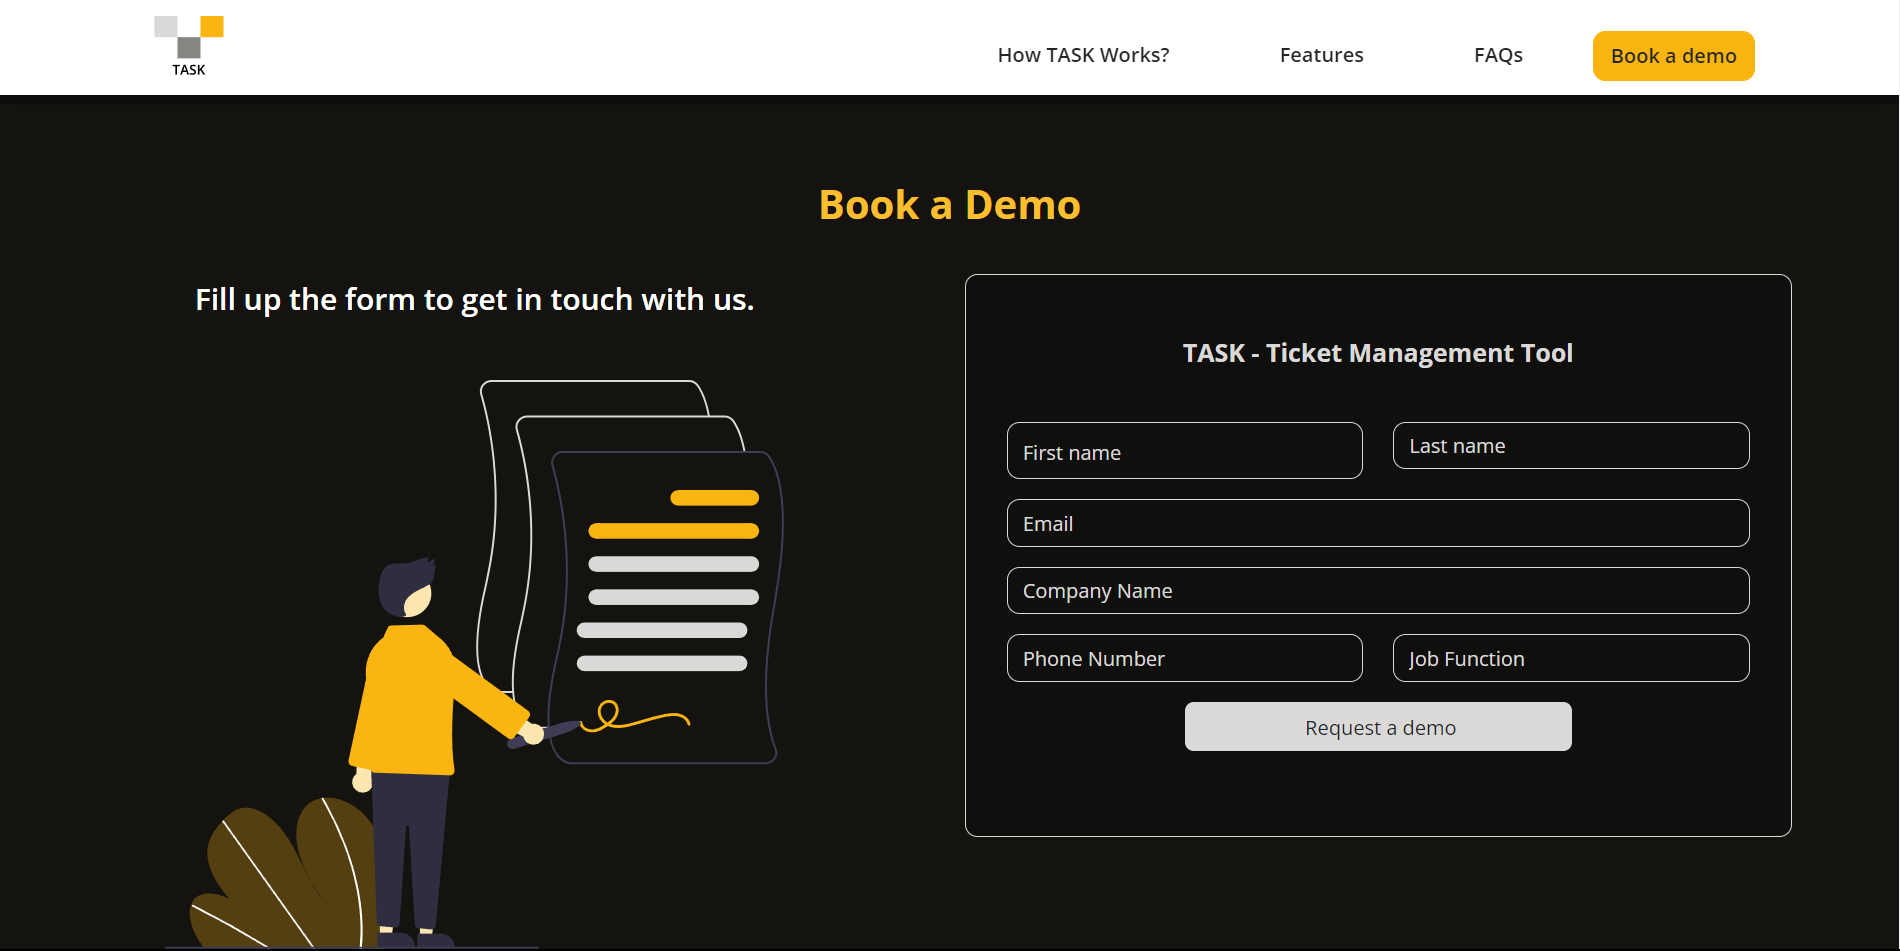 TASK
How TASK Works?
Features
FAQs
Book a demo
Book a Demo
Fill up the form to get in touch with us.
TASK - Ticket Management Tool
First name
Last name
Email
Company Name
Phone Number
Job Function
Request a demo